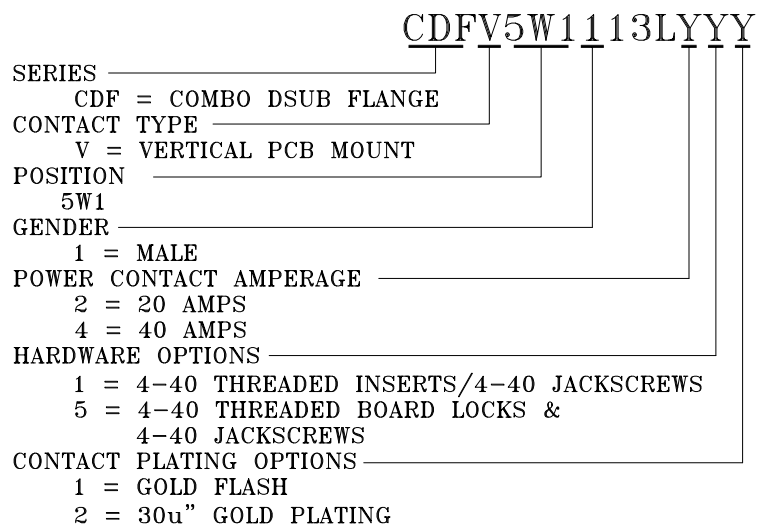 CDFV5W1113LYYY
SERIES
CDF = COMBO DSUB FLANGE
CONTACT TYPE
V = VERTICAL PCB MOUNT
POSITION
5W1
GENDER
1 = MALE
POWER CONTACT AMPERAGE
2 = 20 AMPS
4 = 40 AMPS
HARDWARE OPTIONS
1 = 4-40 THREADED INSERTS/4-40 JACKSCREWS
5 = 4-40 THREADED BOARD LOCKS &
4-40 JACKSCREWS
CONTACT PLATING OPTIONS
1 = GOLD FLASH
2 = 30u" GOLD PLATING